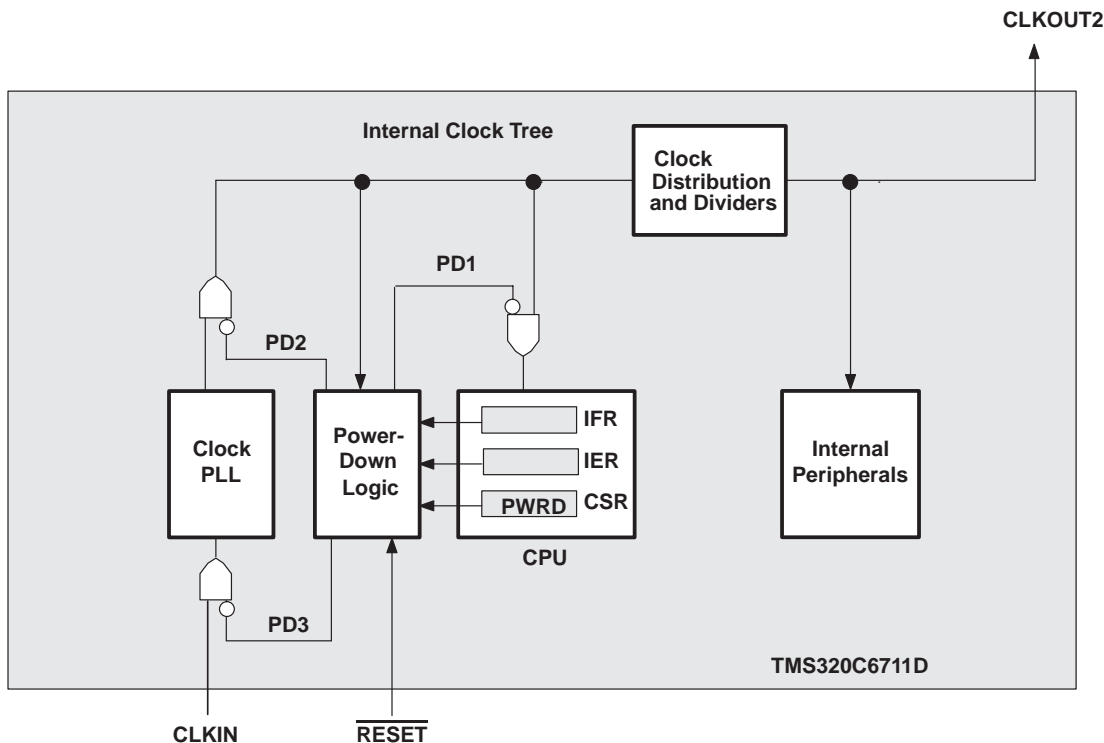 CLKOUT2
Internal Clock Tree
Clock
Distribution
and Dividers
PD1
PD2
Clock
PLL
Power-
Down
Logic
IFR
IER
PWRD
CSR
CPU
Internal
Peripherals
PD3
TMS320C6711D
CLKIN
RESET